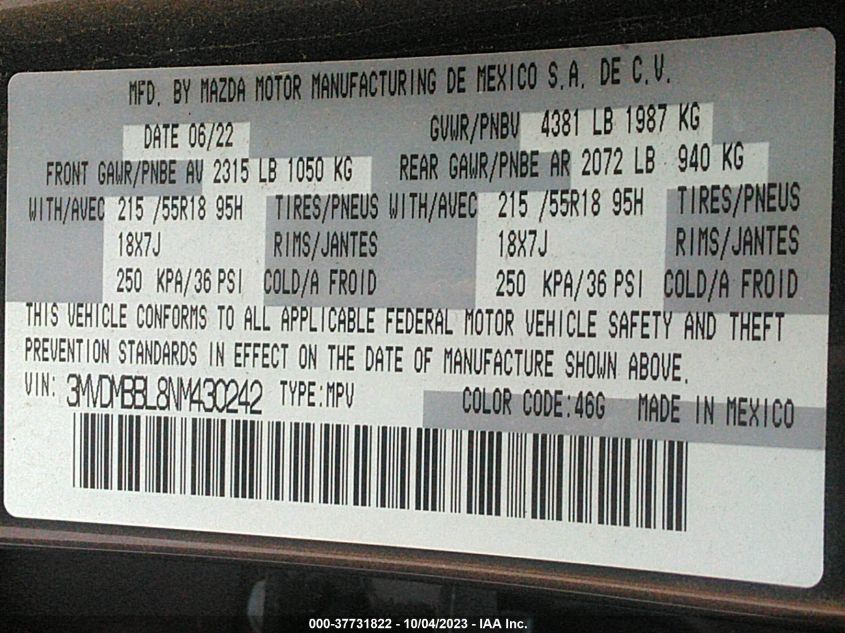 MFD. BY MAZDA MOTOR MANUFACTURING DE MEXICO S.A. DE C.V.
DATE 06/22 GVWR/PNBV 4381 LB 1987 KG
FRONT GAWR/PNBE AV 2315 LB 1050 KG REAR GAWR/PNBE AR 2072 LB 940 KG
WITH/AVEC 215 /55R18 95H TIRES/PNEUS WITH/AVEC 215 /55R18 95H TIRES/PNEUS
18X7J RIMS/JANTES 18X7J RIMS/JANTES
250 KPA/36 PSI COLD/A FROID 250 KPA/36 PSI COLD/A FROID
THIS VEHICLE CONFORMS TO ALL APPLICABLE FEDERAL MOTOR VEHICLE SAFETY AND THEFT
PREVENTION STANDARDS IN EFFECT ON THE DATE OF MANUFACTURE SHOWN ABOVE.
VIN: 3MVDMBBL8NM430242 TYPE:MPV COLOR CODE:46G MADE IN MEXICO
000-37731822 - 10/04/2023 - IAA Inc.